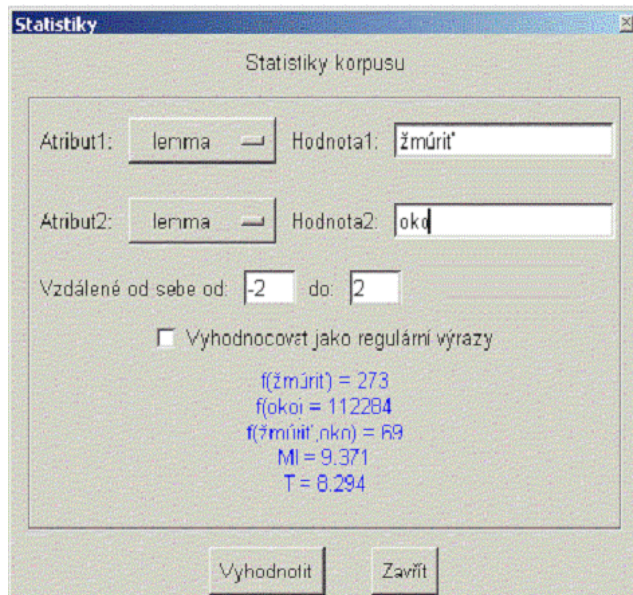 Statistiky
Statistiky korpusu
Atribut1: lemma Hodnota1: žmúriť
Atribut2: lemma Hodnota2: oko
Vzdálené od sebe od: -2 do: 2
Vyhodnocovat jako regulární výrazy
f(žmúriť) = 273
f(oko) = 112284
f(žmúriť,oko) = 69
MI = 9.371
T = 8.294
Vyhodnotit Zavřít